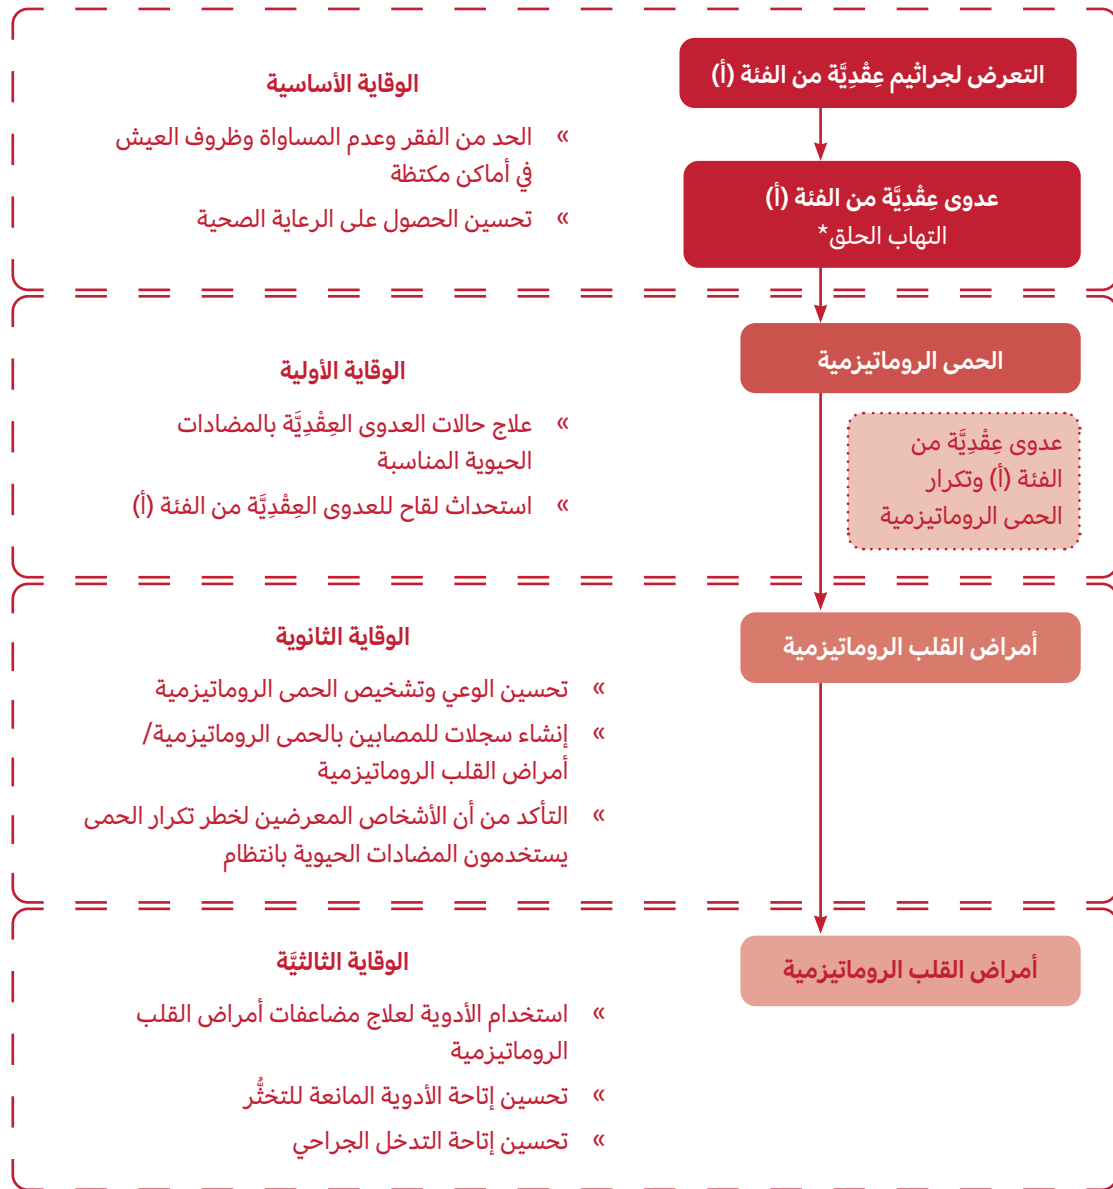 التعرض لجراثيم عِقْدِيَّة من الفئة (أ)
عدوى عِقْدِيَّة من الفئة (أ)
التهاب الحلق*
الوقاية الأساسية
» الحد من الفقر وعدم المساواة وظروف العيش
في أماكن مكتظة
» تحسين الحصول على الرعاية الصحية
الحمى الروماتيزمية
عدوى عِقْدِيَّة من
الفئة (أ) وتكرار
الحمى الروماتيزمية
الوقاية الأولية
» علاج حالات العدوى العِقْدِيَّة بالمضادات
الحيوية المناسبة
» استحداث لقاح للعدوى العِقْدِيَّة من الفئة (أ)
أمراض القلب الروماتيزمية
الوقاية الثانوية
» تحسين الوعي وتشخيص الحمى الروماتيزمية
» إنشاء سجلات للمصابين بالحمى الروماتيزمية/
أمراض القلب الروماتيزمية
» التأكد من أن الأشخاص المعرضين لخطر تكرار الحمى
يستخدمون المضادات الحيوية بانتظام
أمراض القلب الروماتيزمية
الوقاية الثالثيَّة
» استخدام الأدوية لعلاج مضاعفات أمراض القلب
الروماتيزمية
» تحسين إتاحة الأدوية المانعة للتخثُّر
» تحسين إتاحة التدخل الجراحي